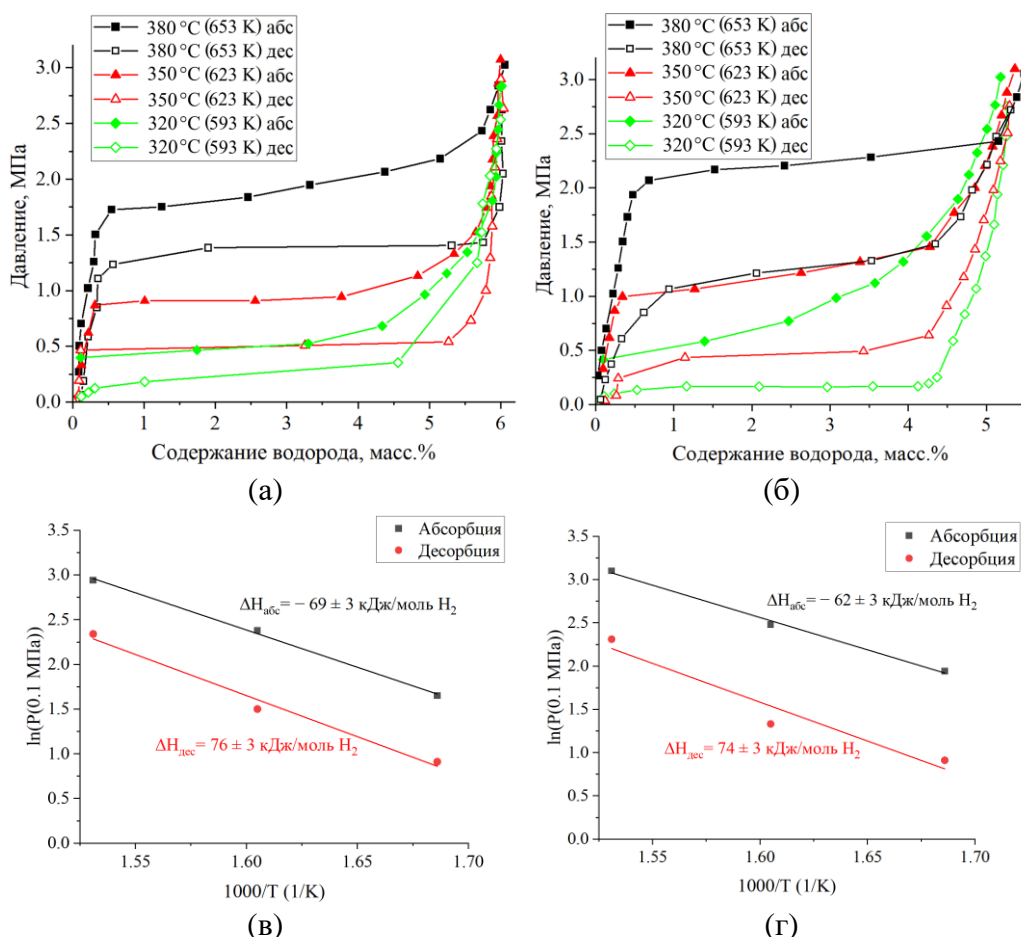 (а)
380 °C (653 K) абс
380 °C (653 K) дес
350 °C (623 K) абс
350 °C (623 K) дес
320°C (593 K) абс
320°C (593 K) дес
Давление, МПа
3.0
2.5
2.0
1.5
1.0
0.5
0.0
0 1 2 3 4 5 6
Содержание водорода, масс.%
(а)
б)
380 °C (653 K) абс
380 °C (653 K) дес
350 °C (623 K) абс
350 °C (623 K) дес
320 °C (593 K) абс
320 °C (593 K) дес
Давление, МПа
3.0
2.5
2.0
1.5
1.0
0.5
0.0
0 1 2 3 4 5
Содержание водорода, масс.%
(б)
Абсорбция
Десорбция
ln(P(0.1 МПа))
3.5
3.0
2.5
2.0
1.5
1.0
0.5
0.0
ΔHабс= − 69 ± 3 кДж/моль H2
ΔHдес= 76 ± 3 кДж/моль H2
1.55 1.60 1.65 1.70
1000/T (1/K)
(в)
Абсорбция
Десорбция
ln(P(0.1 МПа))
3.5
3.0
2.5
2.0
1.5
1.0
0.5
0.0
ΔHабс= − 62 ± 3 кДж/моль H2
ΔHдес= 74 ± 3 кДж/моль H2
1.55 1.60 1.65 1.70
1000/T (1/K)
(г)